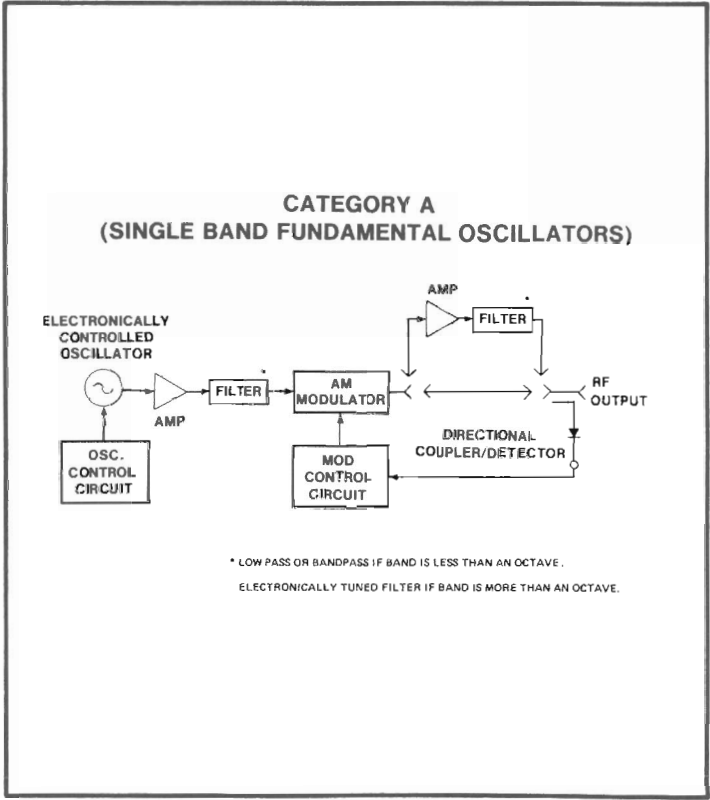 CATEGORY A
(SINGLE BAND FUNDAMENTAL OSCILLATORS)
AMP
*
FILTER
ELECTRONICALLY
CONTROLLED
OSCILLATOR
AMP
*
FILTER
AM
MODULATOR
RF
OUTPUT
OSC.
CONTROL
CIRCUIT
MOD
CONTROL
CIRCUIT
DIRECTIONAL
COUPLER/DETECTOR
* LOW PASS OR BANDPASS IF BAND IS LESS THAN AN OCTAVE.
ELECTRONICALLY TUNED FILTER IF BAND IS MORE THAN AN OCTAVE.